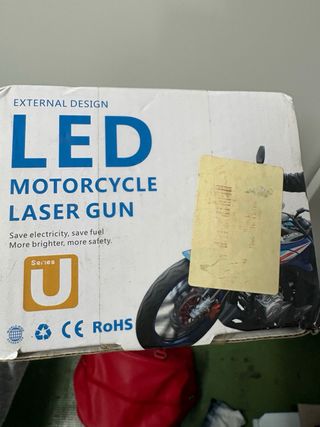 EXTERNAL DESIGN
LED
MOTORCYCLE
LASER GUN
Save electricity, save fuel
More brighter, more safety.
Series
U
CE RoHS